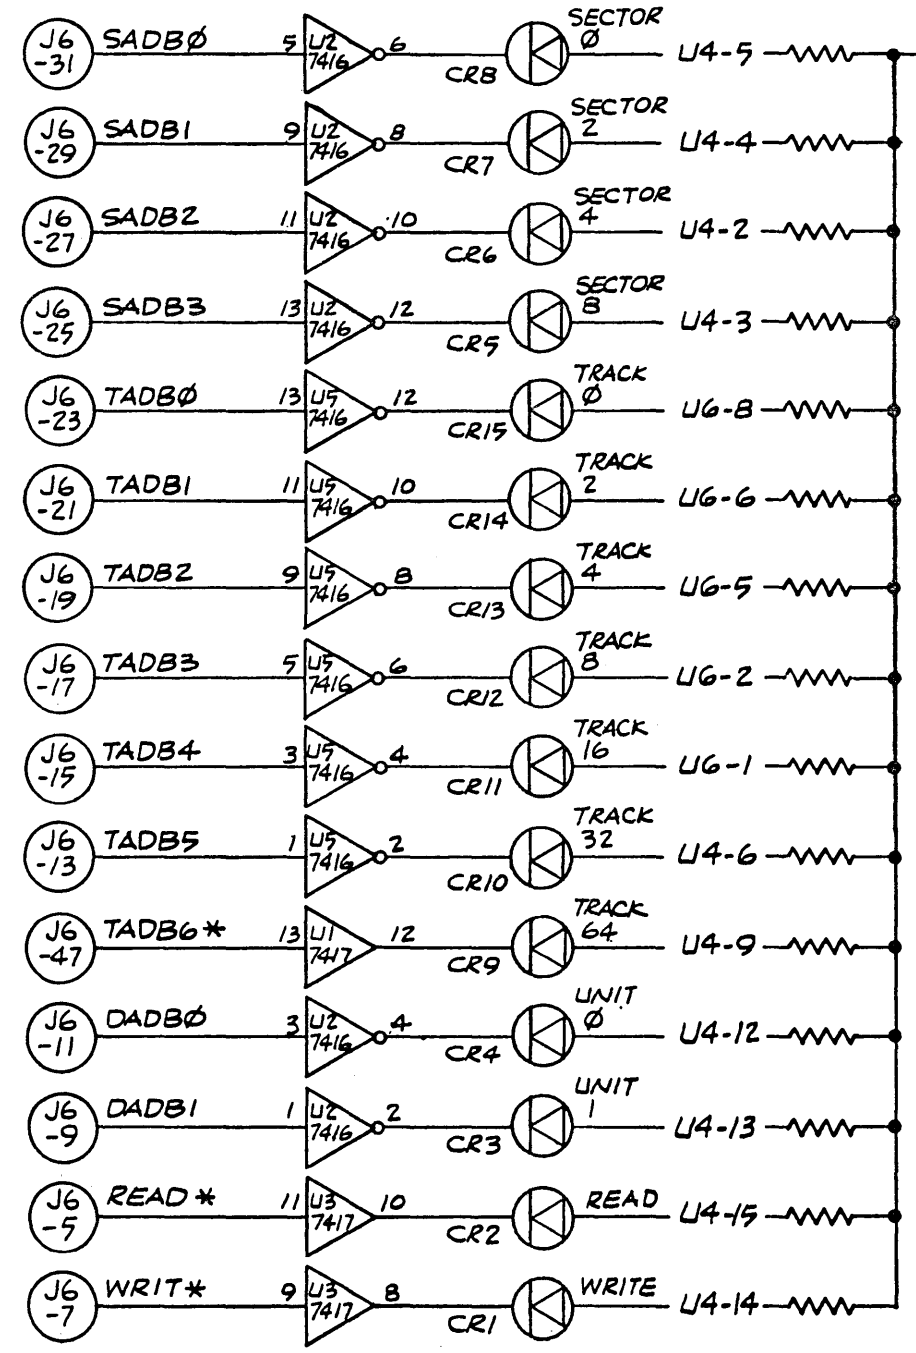 J6 -31 SADBØ 5 U2 7416 6 CR8 SECTOR Ø U4-5
J6 -29 SADB1 9 U2 7416 8 CR7 SECTOR 2 U4-4
J6 -27 SADB2 11 U2 7416 10 CR6 SECTOR 4 U4-2
J6 -25 SADB3 13 U2 7416 12 CR5 SECTOR 8 U4-3
J6 -23 TADBØ 13 U5 7416 12 CR15 TRACK Ø U6-8
J6 -21 TADB1 11 U5 7416 10 CR14 TRACK 2 U6-6
J6 -19 TADB2 9 U5 7416 8 CR13 TRACK 4 U6-5
J6 -17 TADB3 5 U5 7416 6 CR12 TRACK 8 U6-2
J6 -15 TADB4 3 U5 7416 4 CR11 TRACK 16 U6-1
J6 -13 TADB5 1 U5 7416 2 CR10 TRACK 32 U4-6
J6 -47 TADB6* 13 U1 7417 12 CR9 TRACK 64 U4-9
J6 -11 DADBØ 3 U2 7416 4 CR4 UNIT Ø U4-12
J6 -9 DADB1 1 U2 7416 2 CR3 UNIT 1 U4-13
J6 -5 READ* 11 U3 7417 10 CR2 READ U4-15
J6 -7 WRIT* 9 U3 7417 8 CR1 WRITE U4-14